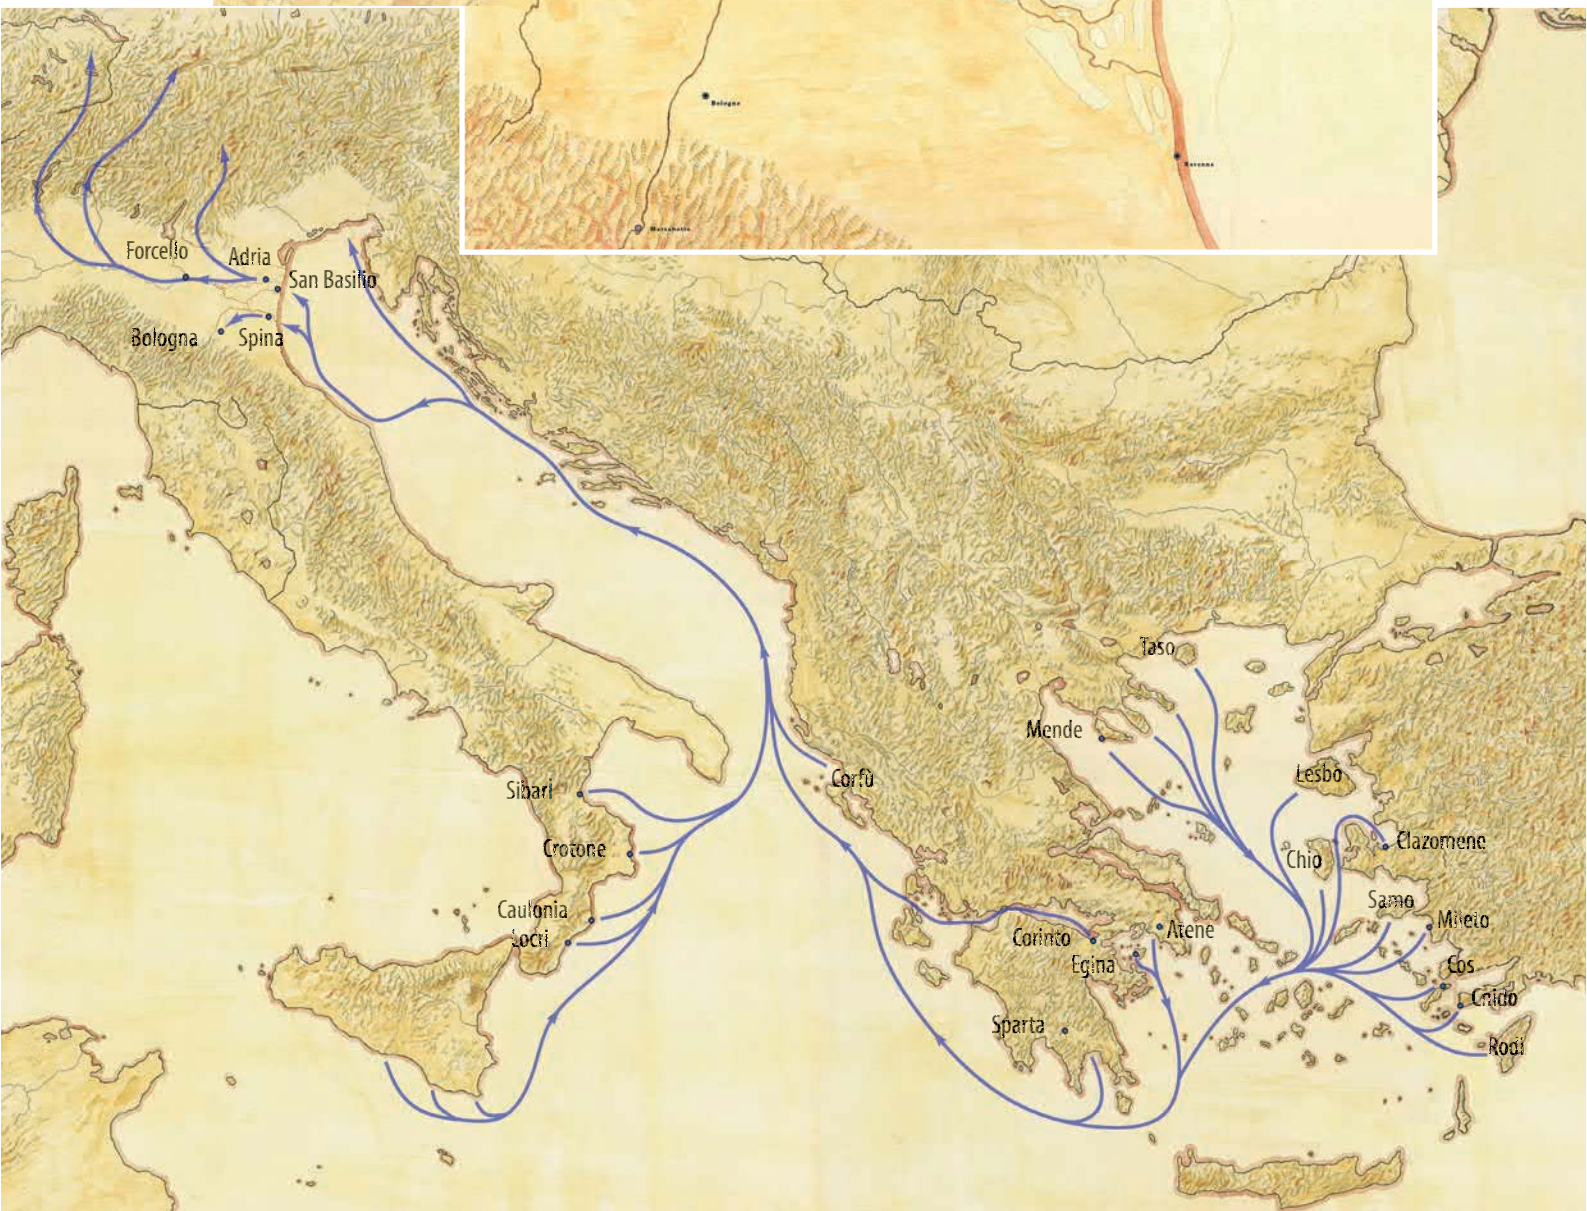 Bologna
Ravenna
Marzabotto
Forcello
Adria
San Basilio
Bologna
Spina
Taso
Mende
Corfù
Lesbo
Sibari
Clazomene
Crotone
Chio
Samo
Caulonia
Mileto
Locri
Atene
Corinto
Egina
Cos
Cnido
Sparta
Rodi